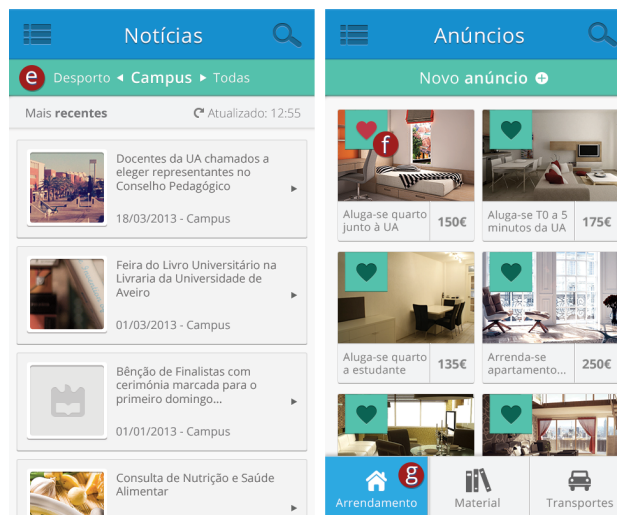 Notícias
e Desporto ◂ Campus ▸ Todas
Mais recentes
Atualizado: 12:55
Docentes da UA chamados a
eleger representantes no
Conselho Pedagógico
18/03/2013 - Campus
Feira do Livro Universitário na
Livraria da Universidade de
Aveiro
01/03/2013 - Campus
Bênção de Finalistas com
cerimónia marcada para o
primeiro domingo...
01/01/2013 - Campus
Consulta de Nutrição e Saúde
Alimentar
Anúncios
Novo anúncio
f
Aluga-se quarto
junto à UA
150€
Aluga-se T0 a 5
minutos da UA
175€
Aluga-se quarto
a estudante
135€
Arrenda-se
apartamento...
250€
g
Arrendamento
Material
Transportes